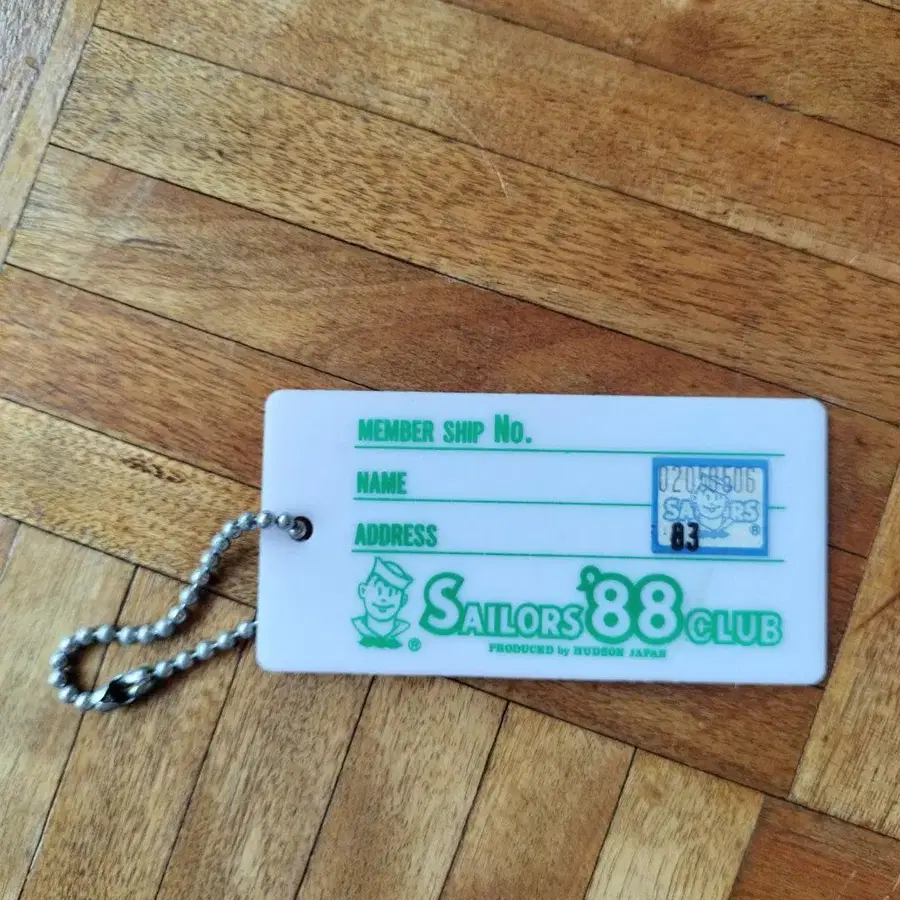 MEMBER SHIP No.
NAME
ADDRESS
SAILORS
83
®
SAILORS '88 CLUB
®
PRODUCED by HUDSON JAPAN